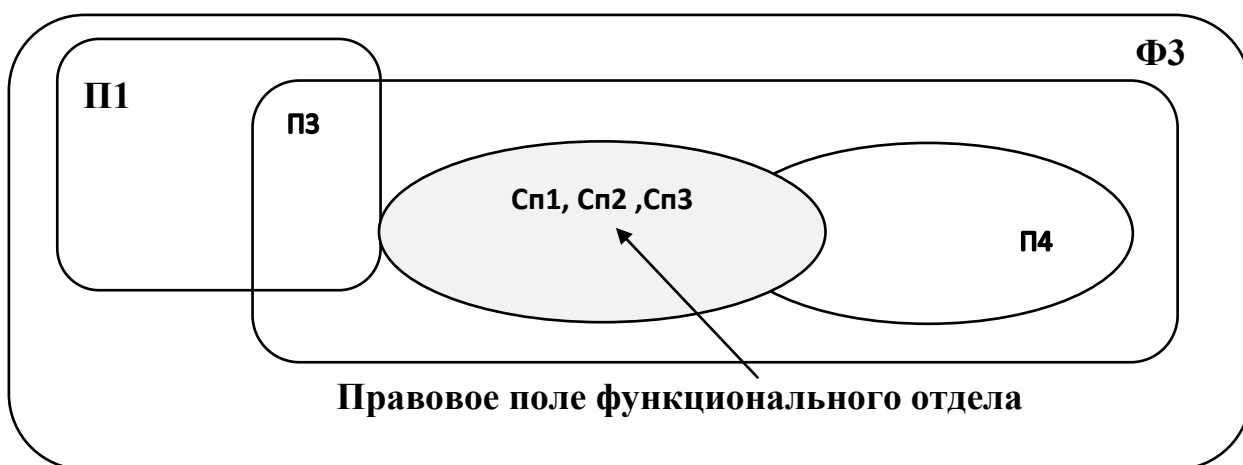 Ф3
П1
П3
Сп1, Сп2 ,Сп3
П4
Правовое поле функционального отдела